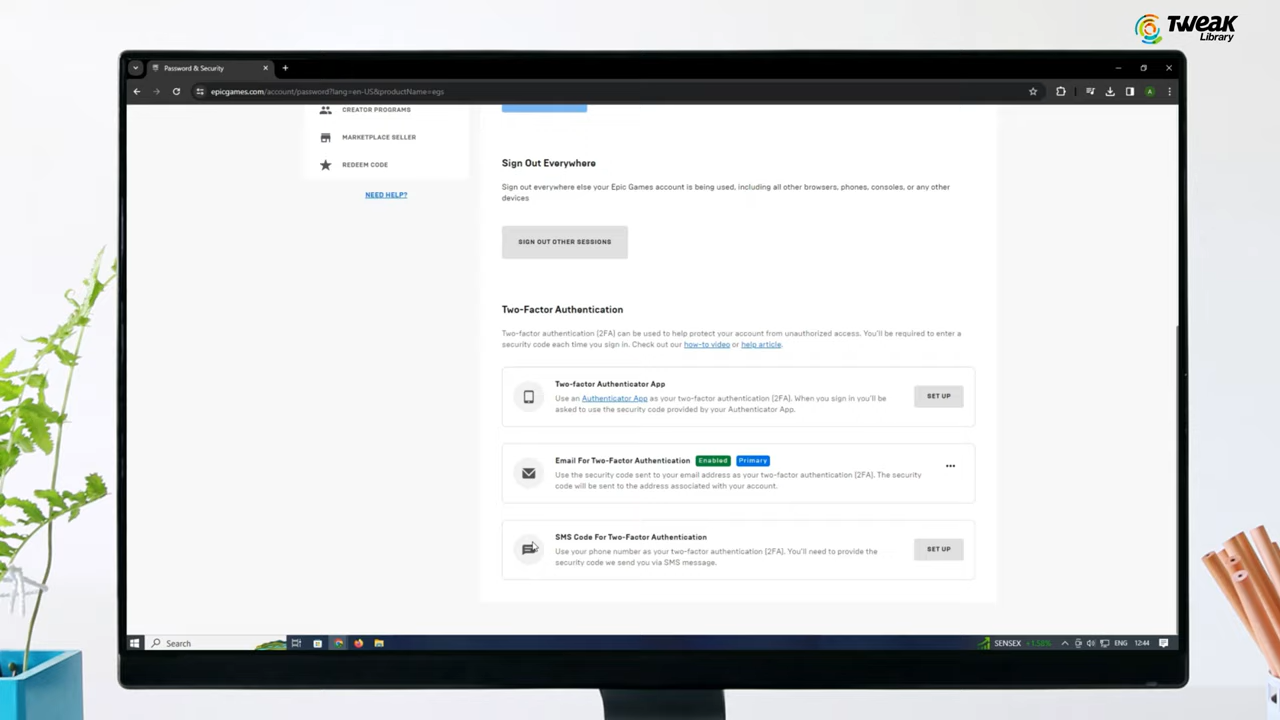 TWEAK
Library
Password & Security
epicgames.com/account/password?lang=en-US&productName=egs
A
CREATOR PROGRAMS
MARKETPLACE SELLER
REDEEM CODE
NEED HELP?
Sign Out Everywhere
Sign out everywhere else your Epic Games account is being used, including all other browsers, phones, consoles, or any other
devices
SIGN OUT OTHER SESSIONS
Two-Factor Authentication
Two-factor authentication (2FA) can be used to help protect your account from unauthorized access. You'll be required to enter a
security code each time you sign in. Check out our how-to video or help article.
Two-factor Authenticator App
Use an Authenticator App as your two-factor authentication (2FA). When you sign in you'll be
asked to use the security code provided by your Authenticator App.
SET UP
Email For Two-Factor Authentication Enabled Primary
Use the security code sent to your email address as your two-factor authentication (2FA). The security
code will be sent to the address associated with your account.
SMS Code For Two-Factor Authentication
Use your phone number as your two-factor authentication (2FA). You'll need to provide the
security code we send you via SMS message.
SET UP
Search
SENSEX +1.58%
ENG
12:44